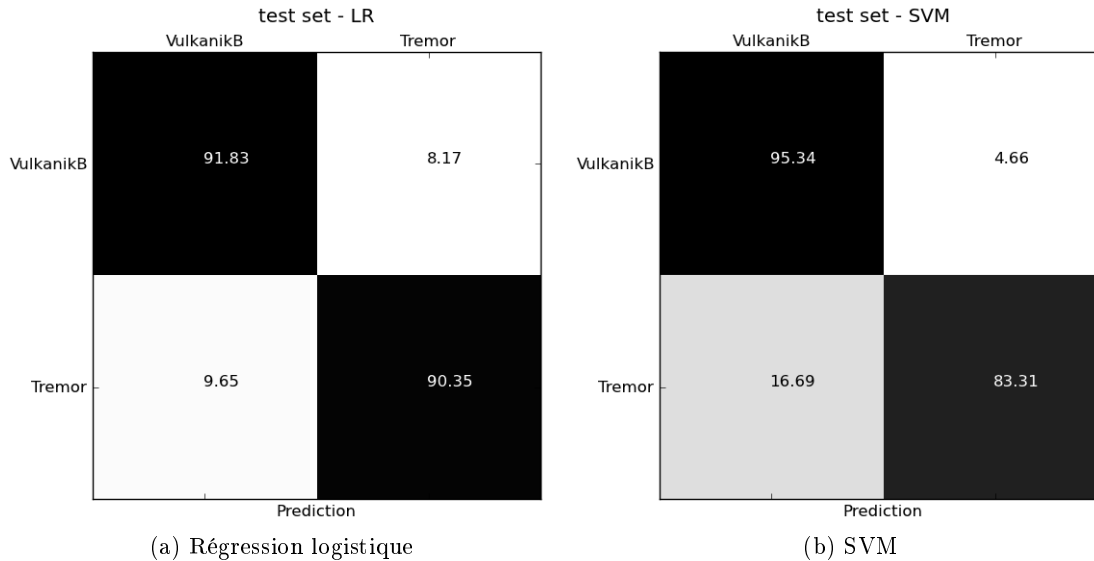 test set - LR
VulkanikB Tremor
VulkanikB 91.83 8.17
Tremor 9.65 90.35
Prediction
(a) Régression logistique
test set - SVM
VulkanikB Tremor
VulkanikB 95.34 4.66
Tremor 16.69 83.31
Prediction
(b) SVM